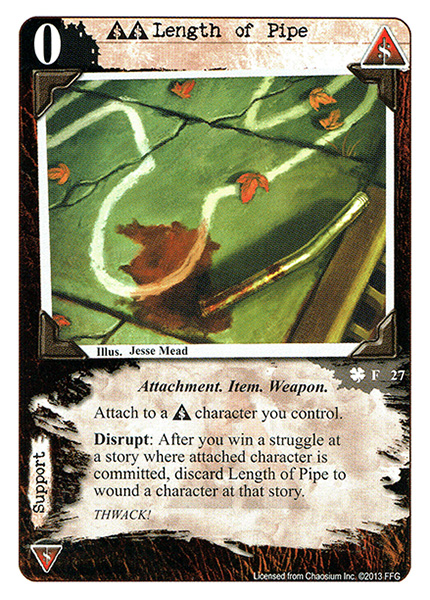 0
Length of Pipe
Illus. Jesse Mead
F 27
Attachment. Item. Weapon.
Attach to a character you control.
Disrupt: After you win a struggle at
a story where attached character is
committed, discard Length of Pipe to
wound a character at that story.
THWACK!
Support
Licensed from Chaosium Inc. ©2013 FFG